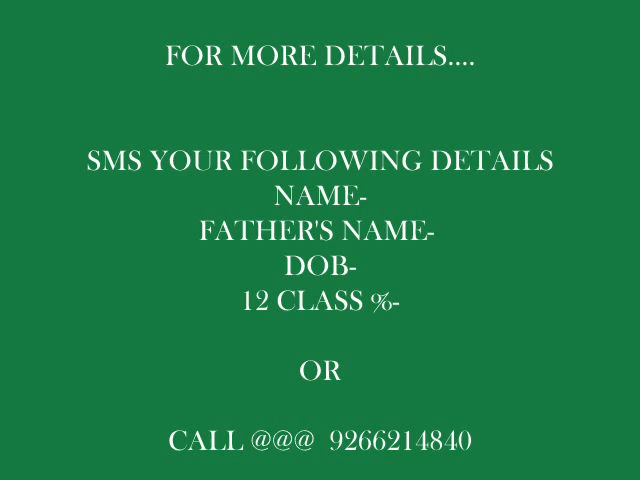 FOR MORE DETAILS....
SMS YOUR FOLLOWING DETAILS
NAME-
FATHER'S NAME-
DOB-
12 CLASS %-
OR
CALL @@@ 9266214840